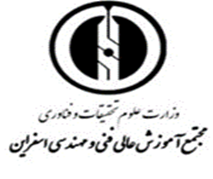 وزارت علوم تحقیقات و فناوری
مجتمع آموزش عالی فنی و مهندسی اسفراین